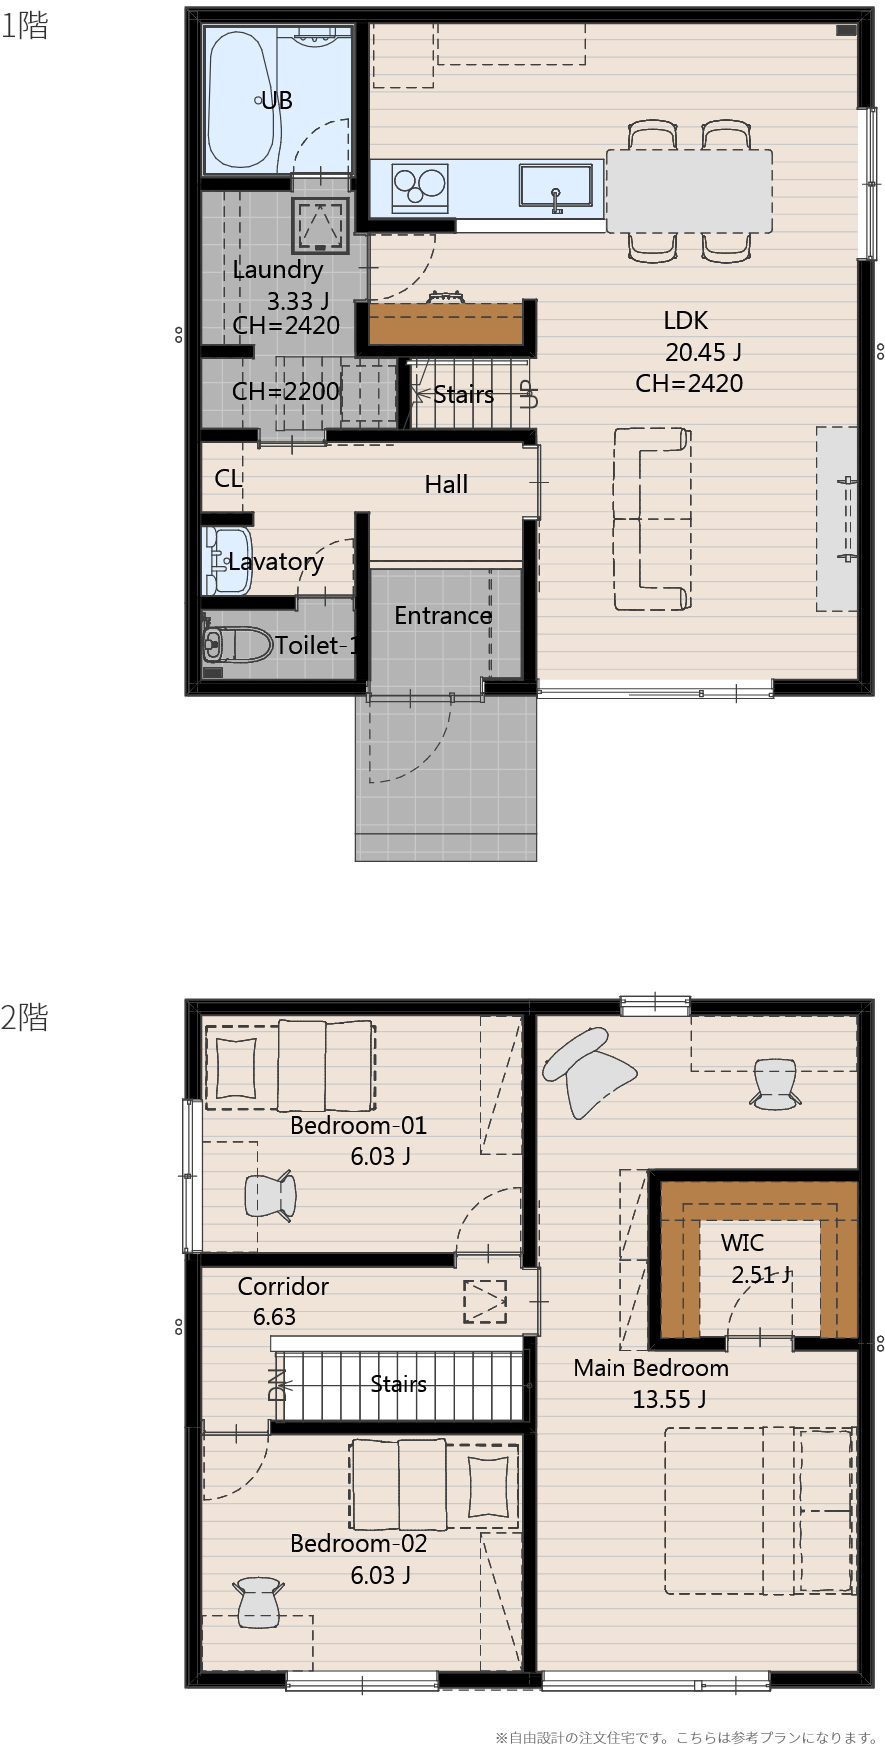 1階
UB
Laundry
3.33 J
CH=2420
LDK
20.45 J
CH=2420
CH=2200
Stairs
UP
CL
Hall
Lavatory
Entrance
Toilet-1
2階
Bedroom-01
6.03 J
WIC
2.51 J
Corridor
6.63
DN
Stairs
Main Bedroom
13.55 J
Bedroom-02
6.03 J
※自由設計の注文住宅です。こちらは参考プランになります。